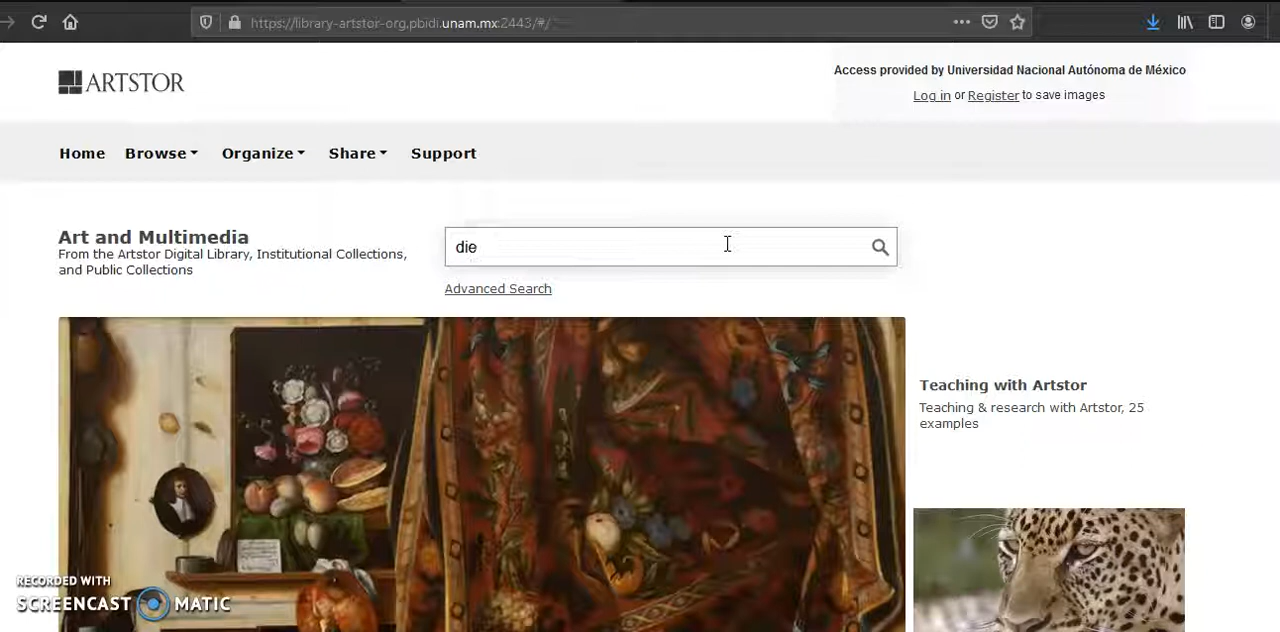 https://library-artstor-org.pbidi.unam.mx:2443/#/
ARTSTOR
Access provided by Universidad Nacional Autónoma de México
Log in or Register to save images
Home Browse Organize Share Support
Art and Multimedia
From the Artstor Digital Library, Institutional Collections,
and Public Collections
die
Advanced Search
Teaching with Artstor
Teaching & research with Artstor, 25
examples
RECORDED WITH
SCREENCAST MATIC